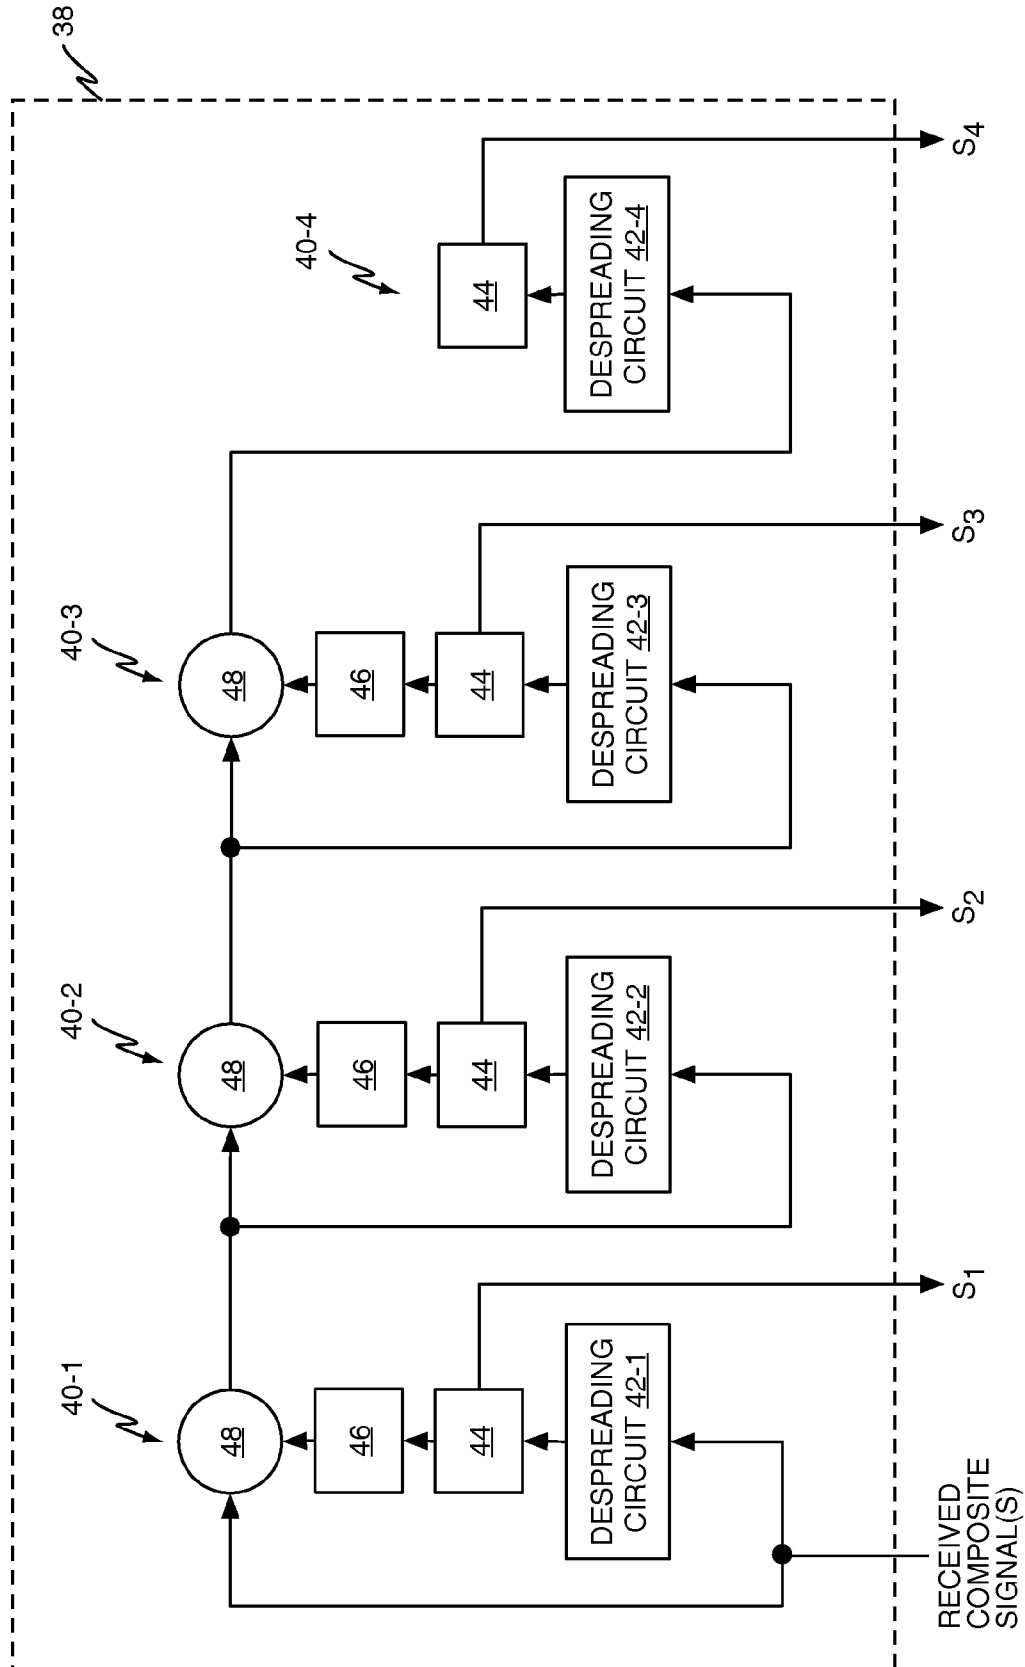 38
40-1
40-2
40-3
40-4
48
48
48
46
46
46
44
44
44
44
DESPREADING
CIRCUIT 42-1
DESPREADING
CIRCUIT 42-2
DESPREADING
CIRCUIT 42-3
DESPREADING
CIRCUIT 42-4
RECEIVED
COMPOSITE
SIGNAL(S)
S1
S2
S3
S4